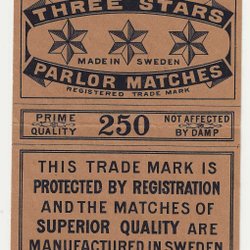 THREE STARS
MADE IN SWEDEN
PARLOR MATCHES
REGISTERED TRADE MARK
PRIME QUALITY 250 NOT AFFECTED BY DAMP
THIS TRADE MARK IS
PROTECTED BY REGISTRATION
AND THE MATCHES OF
SUPERIOR QUALITY ARE
MANUFACTURED IN SWEDEN